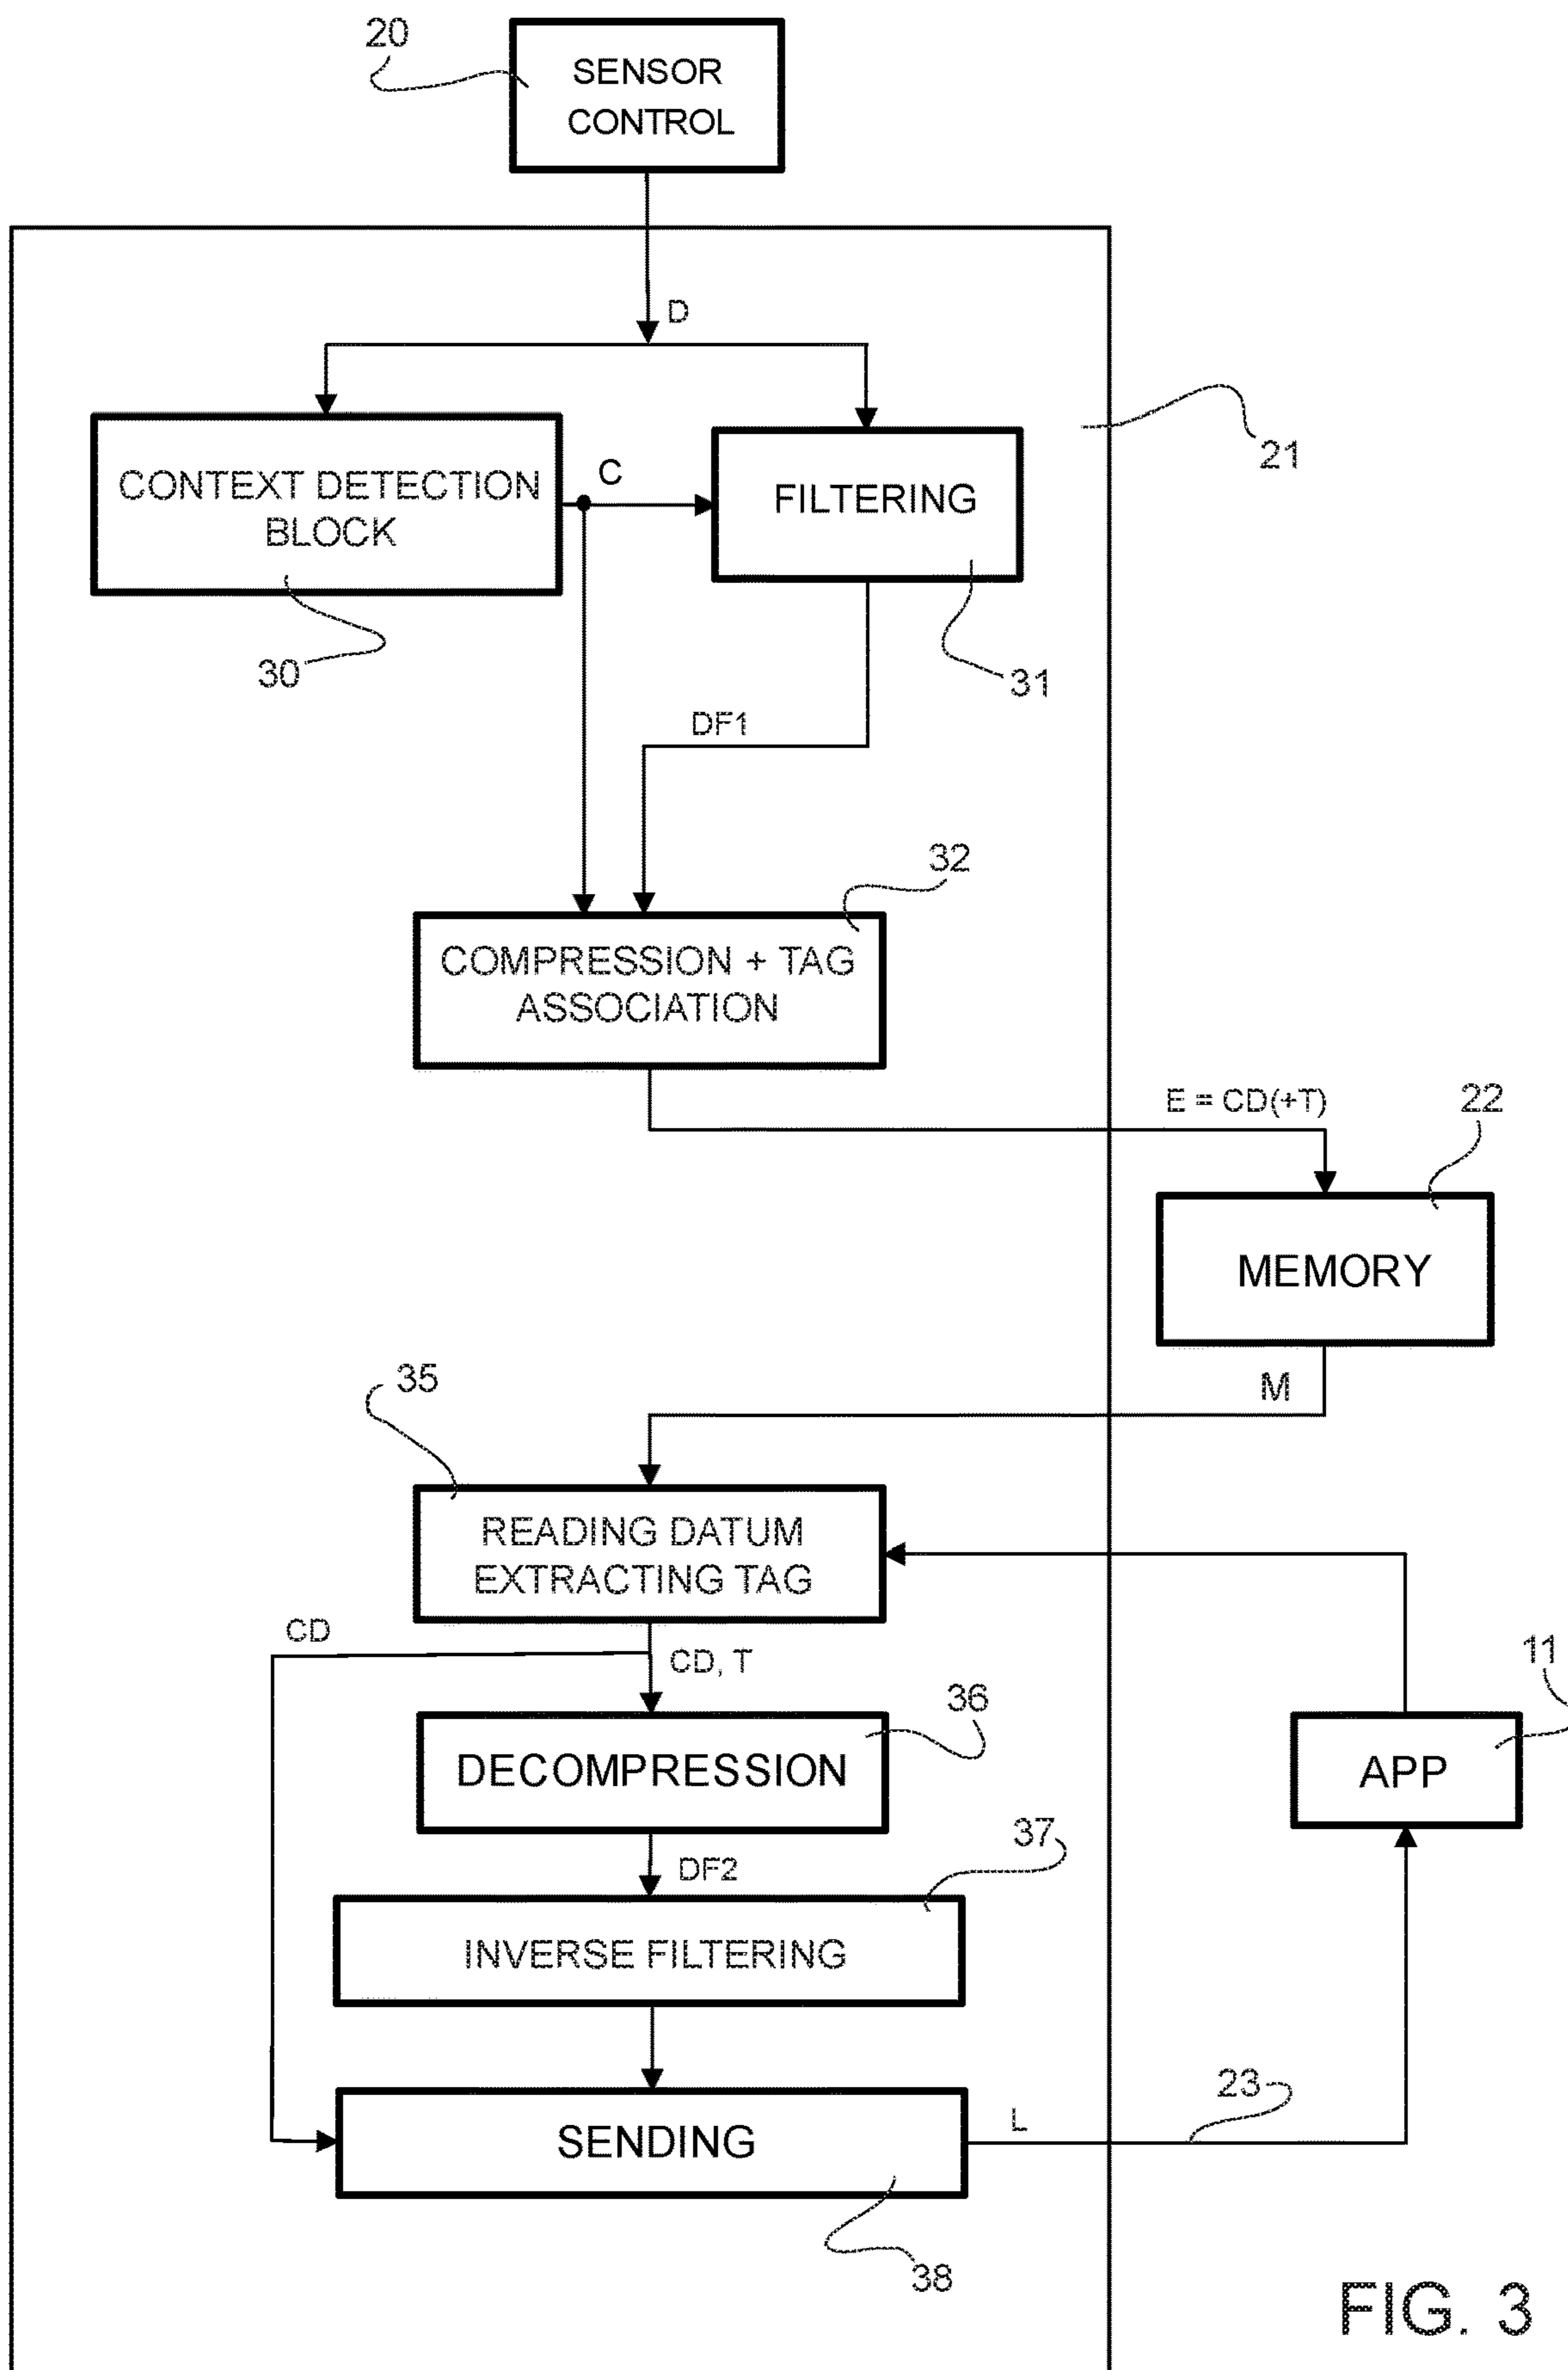 20
SENSOR
CONTROL
D
21
CONTEXT DETECTION
BLOCK
C
FILTERING
30
31
DF1
32
COMPRESSION + TAG
ASSOCIATION
E = CD(+T)
22
MEMORY
35
M
READING DATUM
EXTRACTING TAG
CD
CD, T
11
36
DECOMPRESSION
APP
37
DF2
INVERSE FILTERING
23
L
SENDING
38
FIG. 3